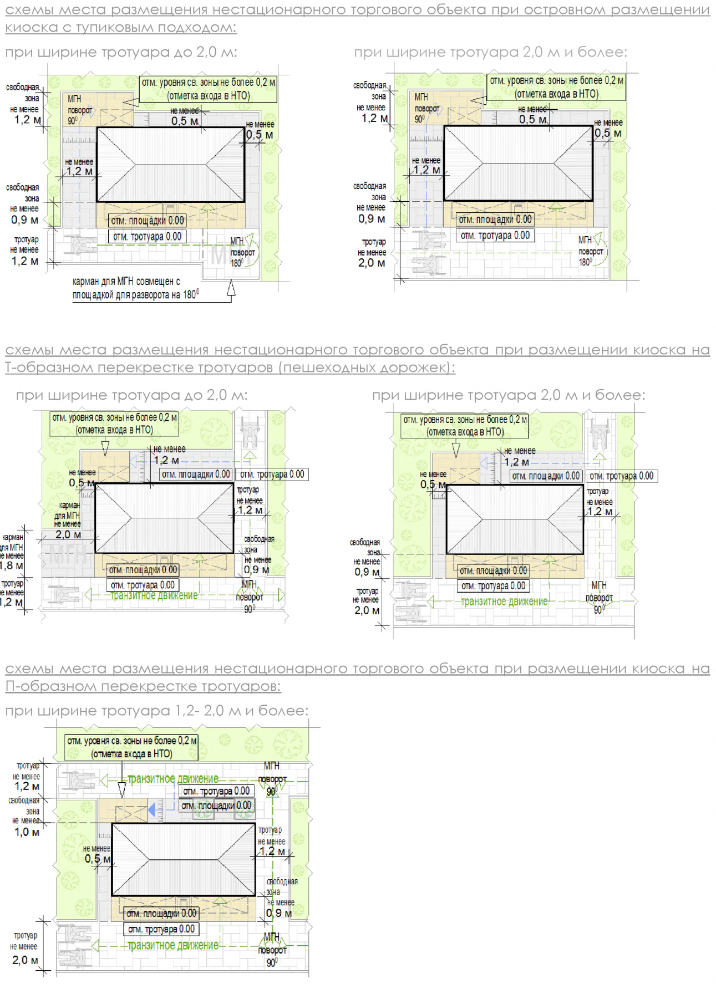 схемы места размещения нестационарного торгового объекта при островном размещении
киоска с тупиковым подходом:
при ширине тротуара до 2,0 м:
отм. уровня св. зоны не более 0,2 м
(отметка входа в НТО)
свободная
зона
не менее
1,2 м
МГН
поворот
90⁰
не менее
0,5 м
не менее
0,5 м
не менее
1,2 м
свободная
зона
не менее
0,9 м
отм. площадки 0.00
отм. тротуара 0.00
тротуар
не менее
1,2 м
МГН
МГН
поворот
180⁰
карман для МГН совмещен с
площадкой для разворота на 180⁰
при ширине тротуара 2,0 м и более:
отм. уровня св. зоны не более 0,2 м
(отметка входа в НТО)
свободная
зона
не менее
1,2 м
МГН
поворот
90⁰
не менее
0,5 м
не менее
0,5 м
не менее
1,2 м
свободная
зона
не менее
0,9 м
отм. площадки 0.00
отм. тротуара 0.00
тротуар
не менее
2,0 м
МГН
поворот
180⁰
схемы места размещения нестационарного торгового объекта при размещении киоска на
Т-образном перекрестке тротуаров (пешеходных дорожек):
при ширине тротуара до 2,0 м:
отм. уровня св. зоны не более 0,2 м
(отметка входа в НТО)
не менее
1,2 м
отм. площадки 0.00
отм. тротуара 0.00
не менее
0,5 м
тротуар
не менее
1,2 м
карман
для МГН
не менее
2,0 м
карман
для МГН
не менее
1,8 м
МГН
свободная
зона
не менее
0,9 м
отм. площадки 0.00
отм. тротуара 0.00
тротуар
не менее
1,2 м
транзитное движение
МГН
поворот
90⁰
при ширине тротуара 2,0 м и более:
отм. уровня св. зоны не более 0,2 м
(отметка входа в НТО)
не менее
1,2 м
отм. площадки 0.00
отм. тротуара 0.00
не менее
0,5 м
тротуар
не менее
1,2 м
свободная
зона
не менее
0,9 м
отм. площадки 0.00
отм. тротуара 0.00
тротуар
не менее
2,0 м
транзитное движение
МГН
поворот
90⁰
схемы места размещения нестационарного торгового объекта при размещении киоска на
П-образном перекрестке тротуаров:
при ширине тротуара 1,2- 2,0 м и более:
отм. уровня св. зоны не более 0,2 м
(отметка входа в НТО)
тротуар
не менее
1,2 м
транзитное движение
МГН
поворот
90⁰
отм. тротуара 0.00
отм. площадки 0.00
свободная
зона
не менее
1,0 м
тротуар
не менее
1,2 м
не менее
0,5 м
свободная
зона
не менее
0,9 м
отм. площадки 0.00
отм. тротуара 0.00
тротуар
не менее
2,0 м
транзитное движение
МГН
поворот
90⁰